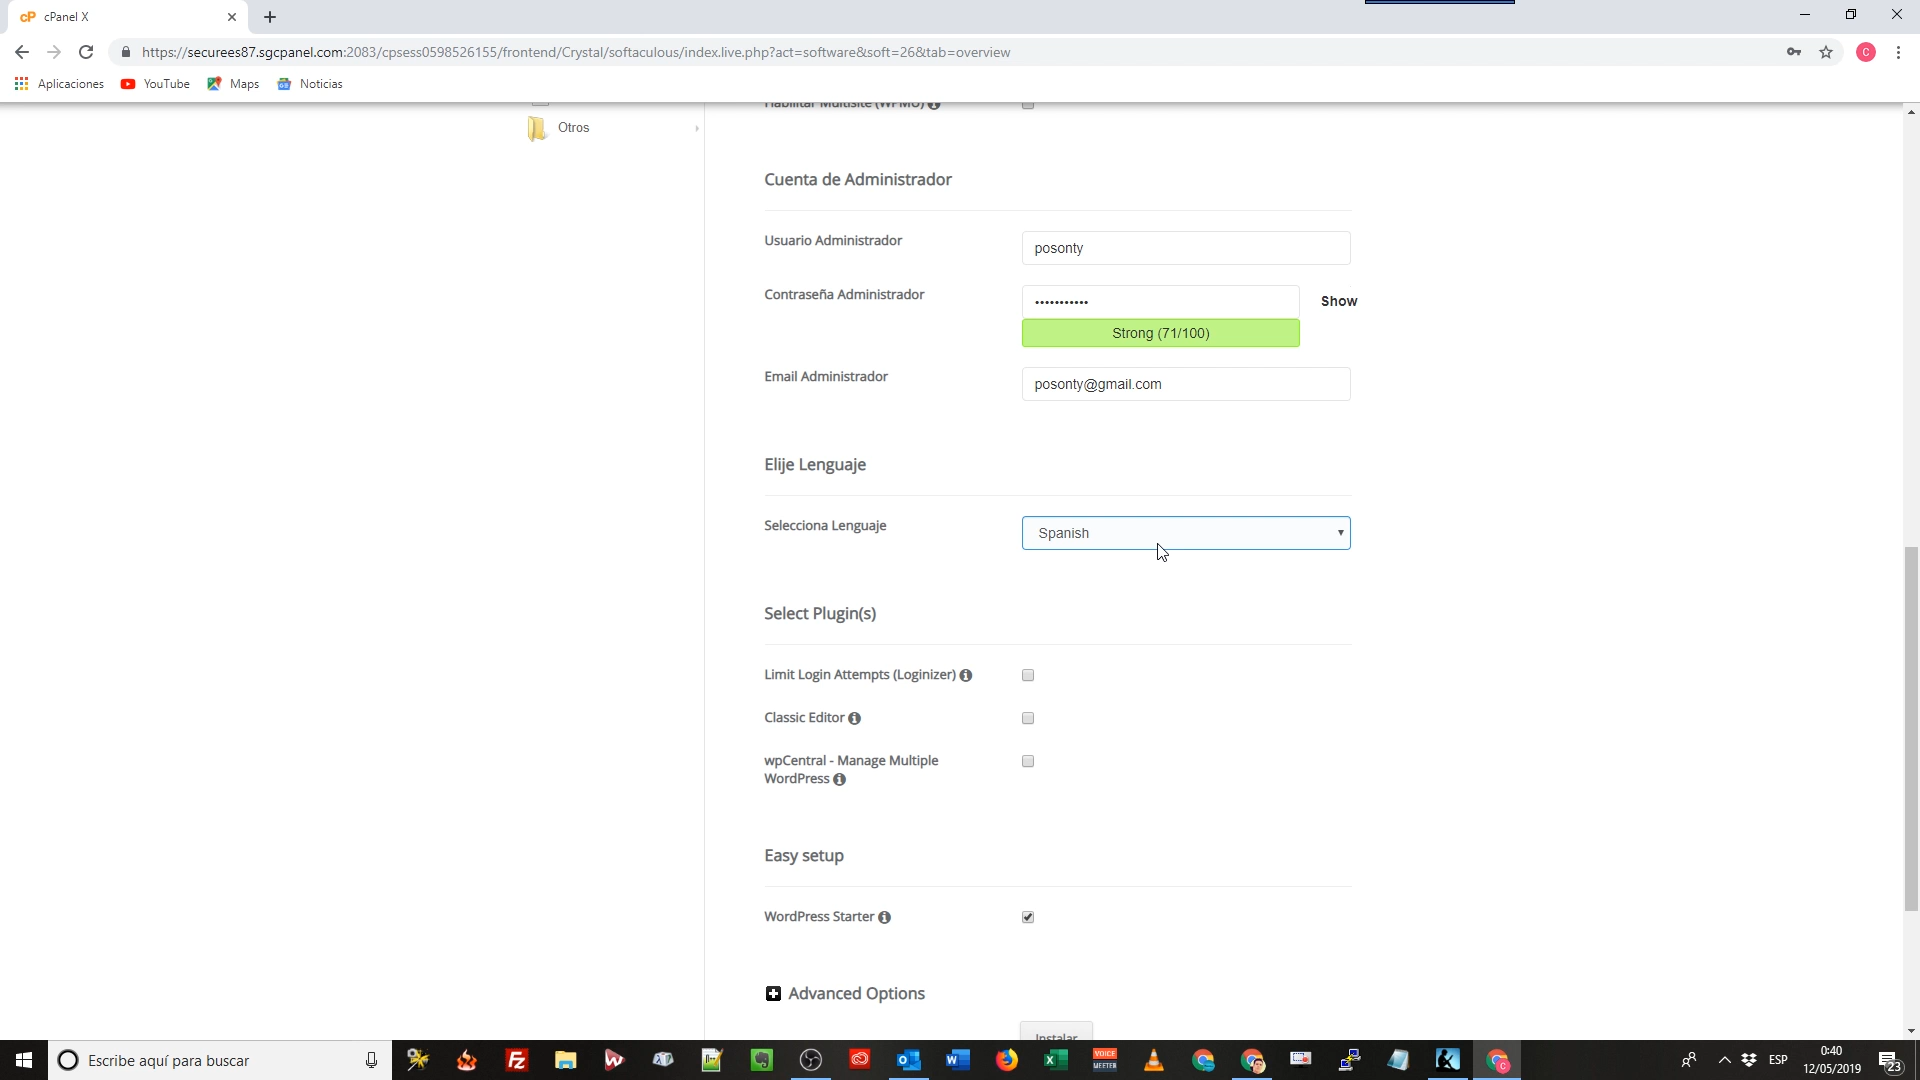 cPanel X
https://securees87.sgcpanel.com:2083/cpsess0598526155/frontend/Crystal/softaculous/index.live.php?act=software&soft=26&tab=overview
Aplicaciones YouTube Maps Noticias
Habilitar Multisite (WPMU)
Otros
Cuenta de Administrador
Usuario Administrador posonty
Contraseña Administrador ••••••••••• Show
Strong (71/100)
Email Administrador posonty@gmail.com
Elije Lenguaje
Selecciona Lenguaje Spanish
Select Plugin(s)
Limit Login Attempts (Loginizer)
Classic Editor
wpCentral - Manage Multiple
WordPress
Easy setup
WordPress Starter
Advanced Options
Instalar
Escribe aquí para buscar
VOICE
MEETER
ESP
0:40
12/05/2019
23